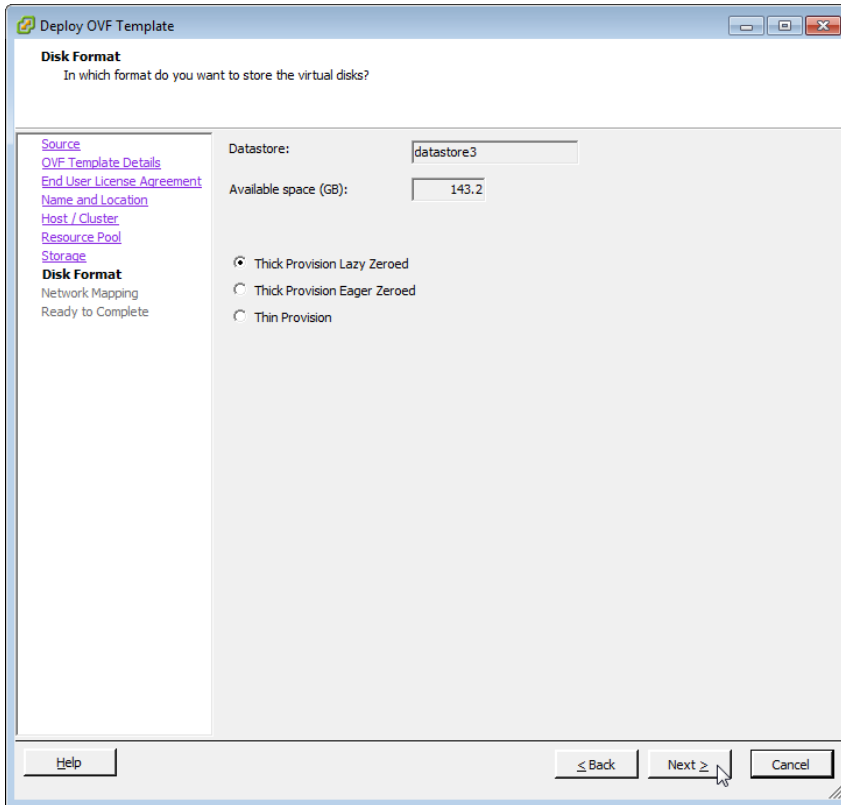 Deploy OVF Template
Disk Format
In which format do you want to store the virtual disks?
Source
OVF Template Details
End User License Agreement
Name and Location
Host / Cluster
Resource Pool
Storage
Disk Format
Network Mapping
Ready to Complete
Datastore: datastore3
Available space (GB): 143.2
Thick Provision Lazy Zeroed
Thick Provision Eager Zeroed
Thin Provision
Help
< Back
Next >
Cancel